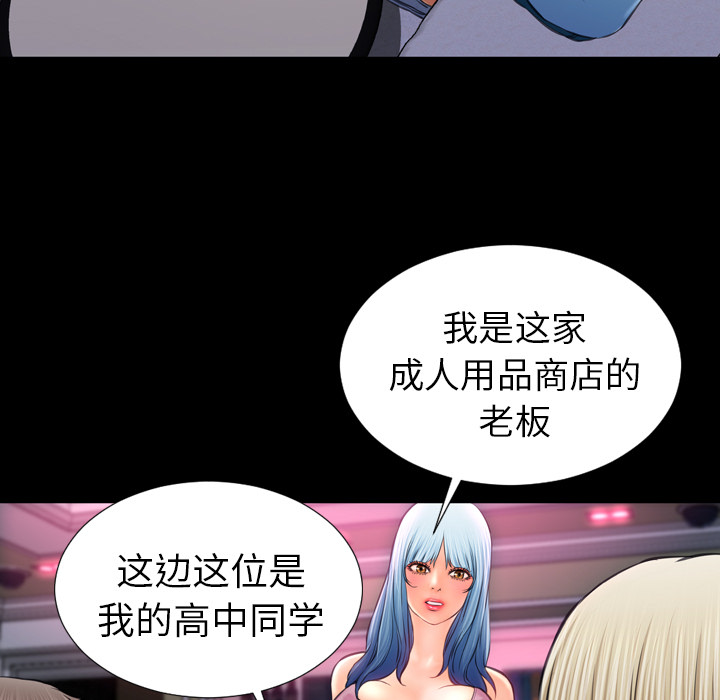 我是这家
成人用品商店的
老板
这边这位是
我的高中同学